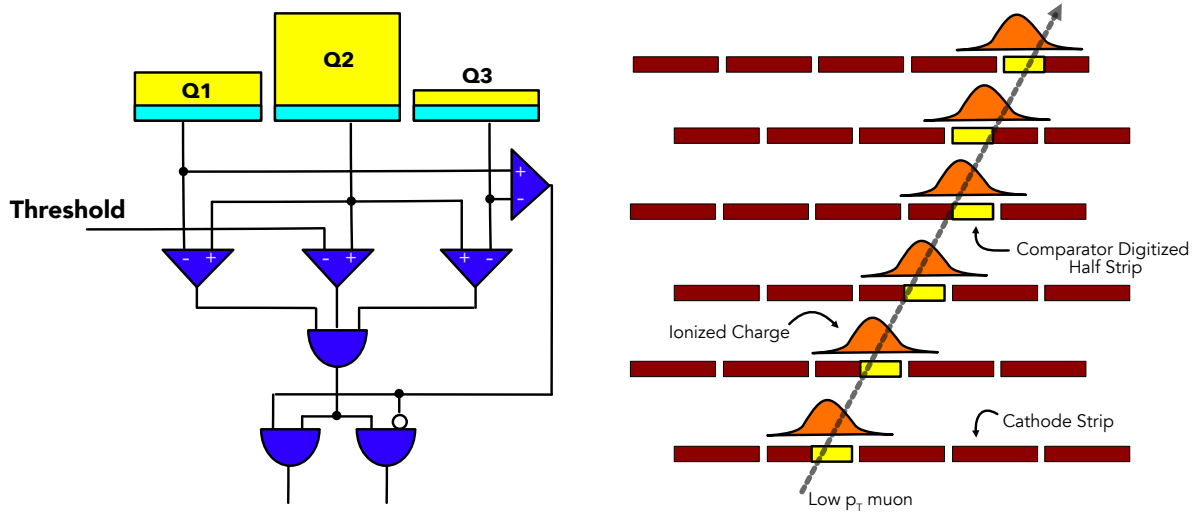 Q1
Q2
Q3
+
-
Threshold
- +
- +
+ -
Comparator Digitized
Half Strip
Ionized Charge
Cathode Strip
Low pT muon